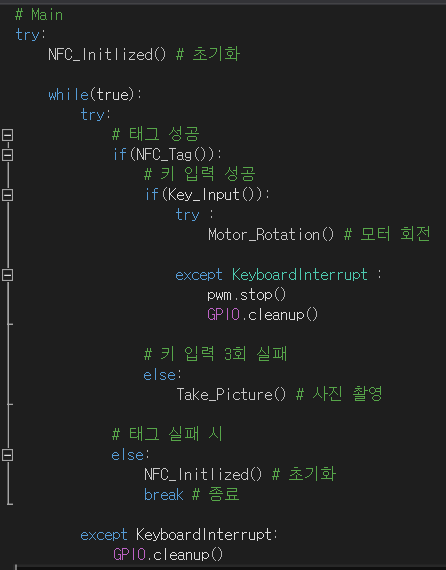 # Main
try:
    NFC_Initlized() # 초기화

    while(true):
        try:
            # 태그 성공
            if(NFC_Tag()):
                # 키 입력 성공
                if(Key_Input()):
                    try :
                        Motor_Rotation() # 모터 회전

                    except KeyboardInterrupt :
                        pwm.stop()
                        GPIO.cleanup()

                # 키 입력 3회 실패
                else:
                    Take_Picture() # 사진 촬영

            # 태그 실패 시
            else:
                NFC_Initlized() # 초기화
                break # 종료

        except KeyboardInterrupt:
            GPIO.cleanup()